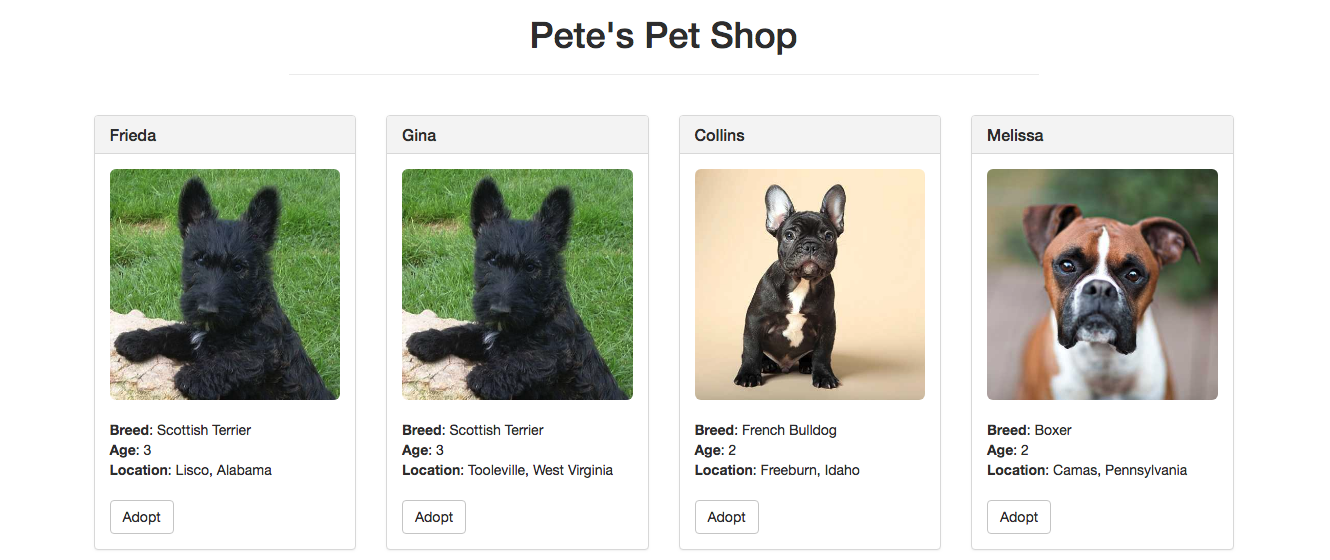 Pete's Pet Shop
Frieda
Breed: Scottish Terrier
Age: 3
Location: Lisco, Alabama
Adopt
Gina
Breed: Scottish Terrier
Age: 3
Location: Tooleville, West Virginia
Adopt
Collins
Breed: French Bulldog
Age: 2
Location: Freeburn, Idaho
Adopt
Melissa
Breed: Boxer
Age: 2
Location: Camas, Pennsylvania
Adopt